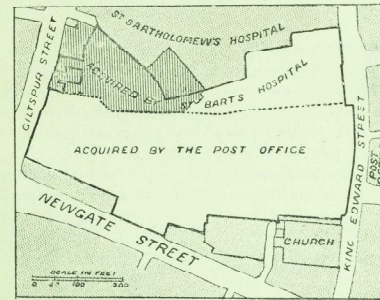 ST BARTHOLOMEW'S HOSPITAL
GILTSPUR STREET
ACQUIRED BY ST BARTS HOSPITAL
ACQUIRED BY THE POST OFFICE
KING EDWARD STREET
POST
NEWGATE STREET
CHURCH
SCALE IN FEET